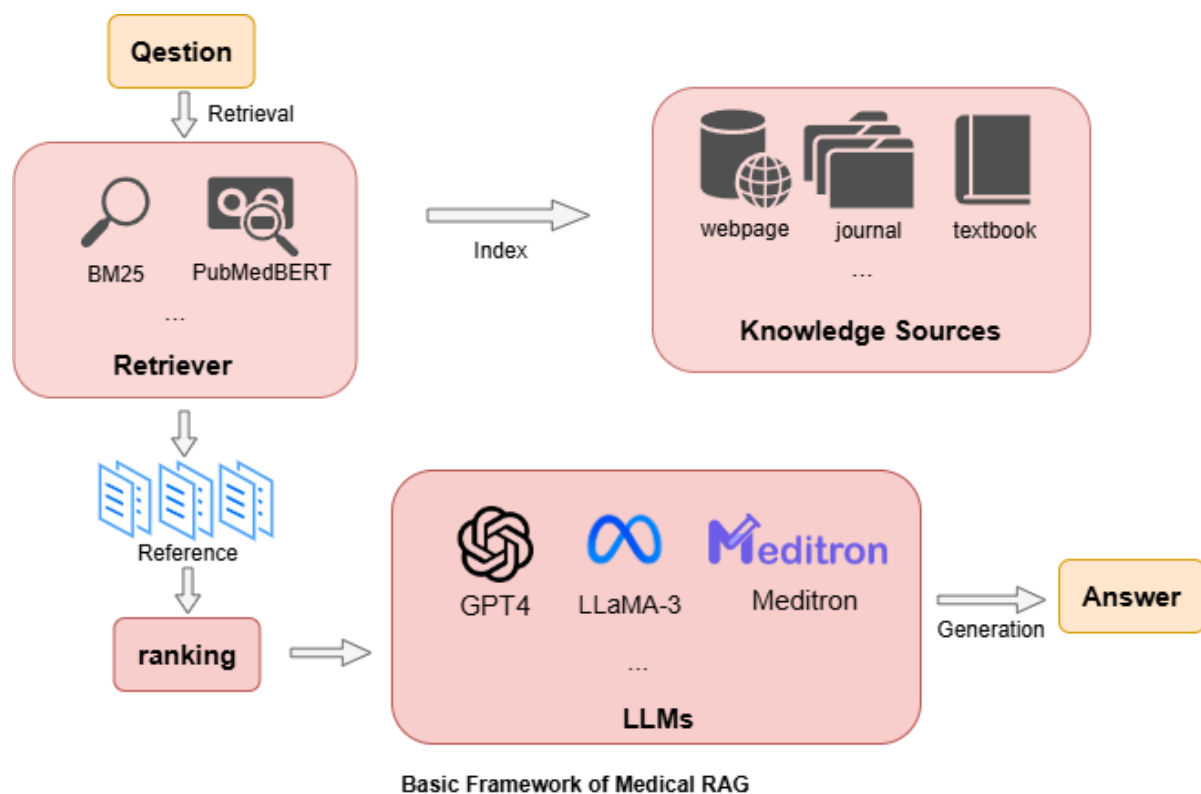 Qestion
Retrieval
BM25
PubMedBERT
...
Retriever
Index
webpage
journal
textbook
...
Knowledge Sources
Reference
ranking
Meditron
GPT4
LLaMA-3
Meditron
...
LLMs
Generation
Answer
Basic Framework of Medical RAG